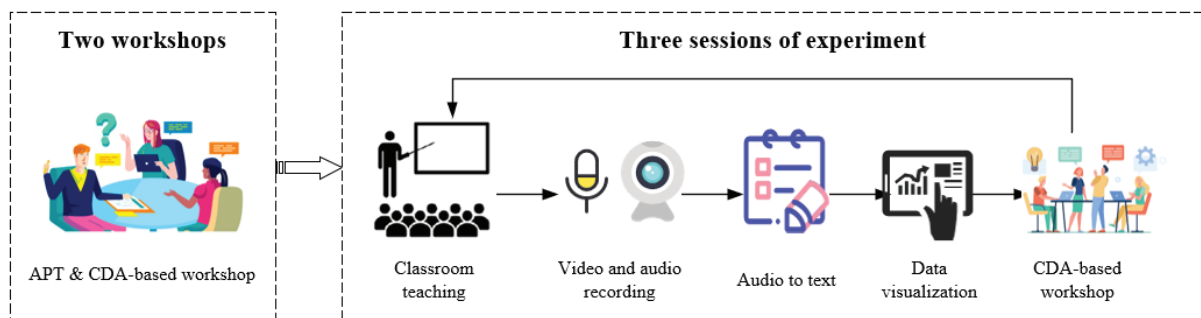 Two workshops
APT & CDA-based workshop
Three sessions of experiment
Classroom
teaching
Video and audio
recording
Audio to text
Data
visualization
CDA-based
workshop